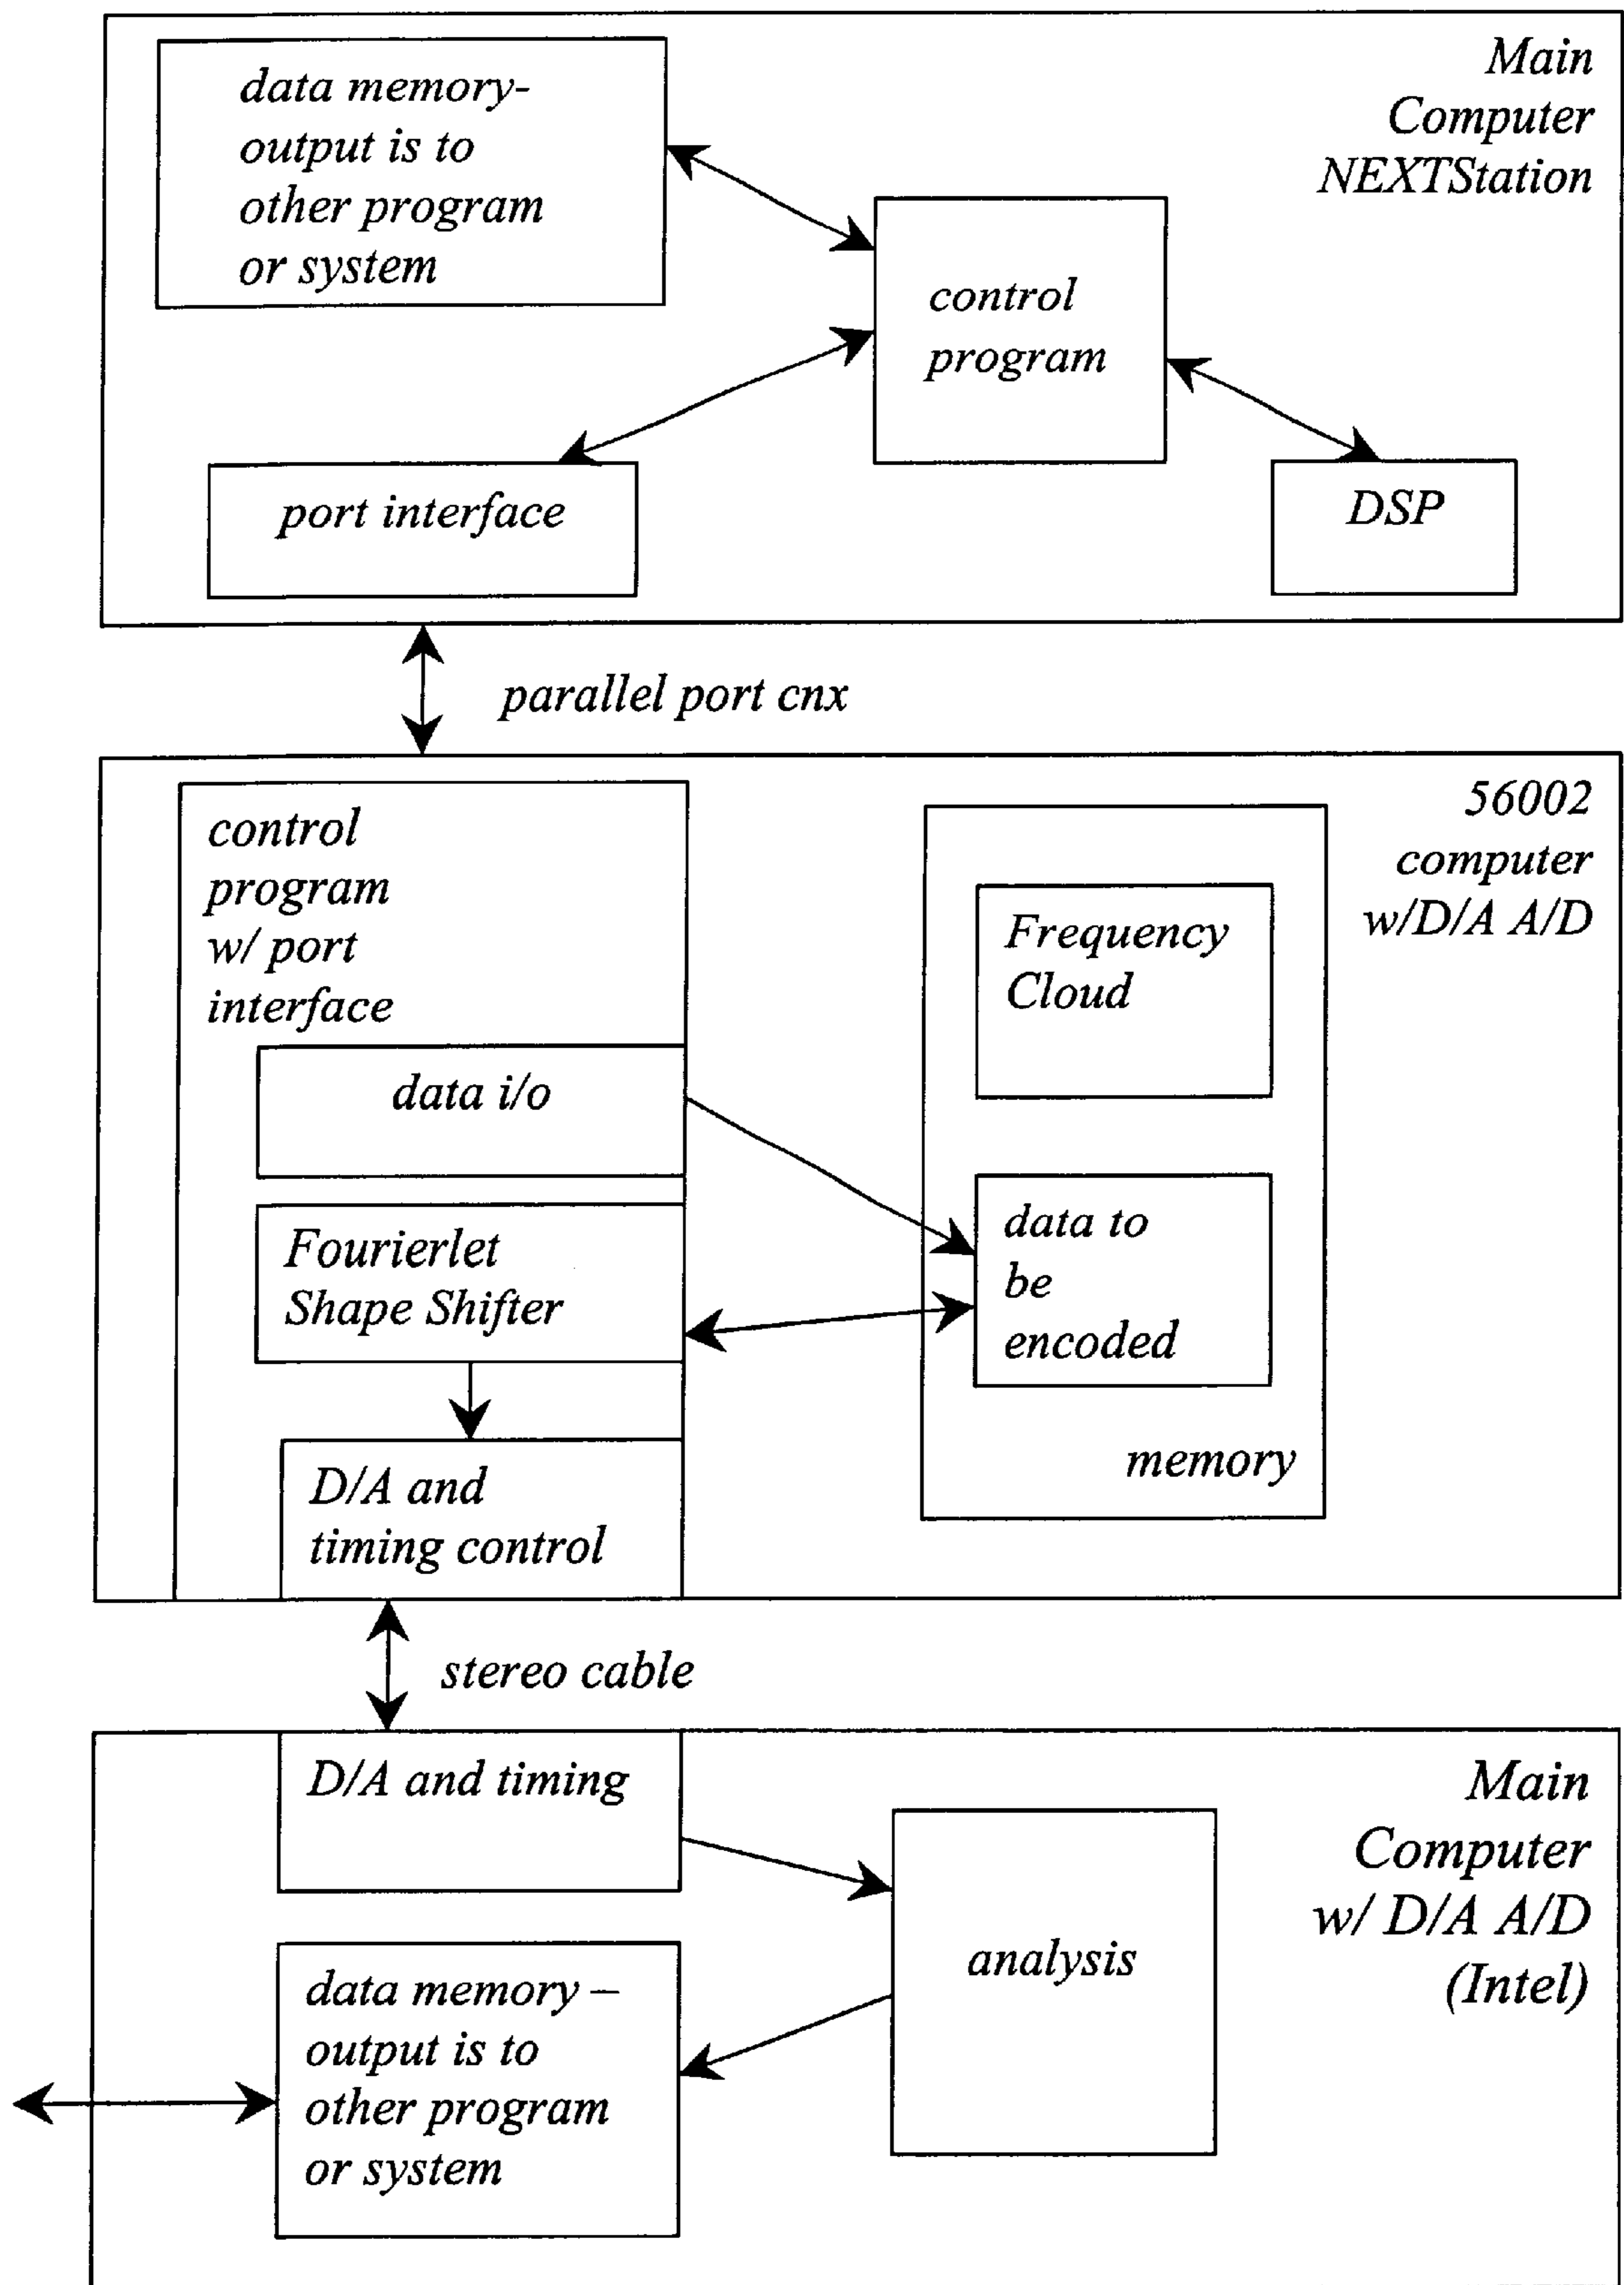 data memory-
output is to
other program
or system
Main
Computer
NEXTStation
control
program
port interface
DSP
parallel port cnx
control
program
w/ port
interface
56002
computer
w/D/A A/D
Frequency
Cloud
data i/o
Fourierlet
Shape Shifter
data to
be
encoded
memory
D/A and
timing control
stereo cable
D/A and timing
Main
Computer
w/ D/A A/D
(Intel)
analysis
data memory –
output is to
other program
or system